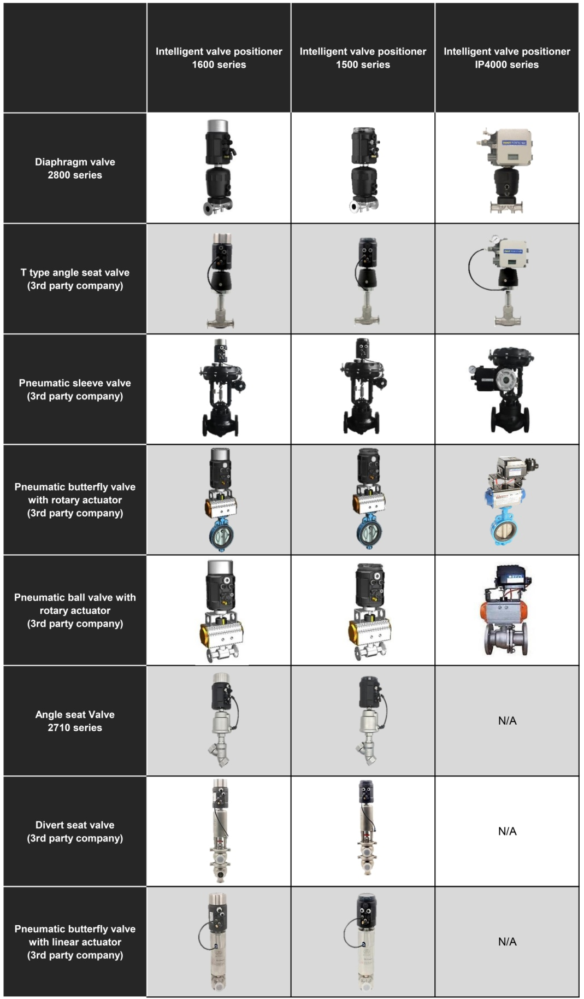 Intelligent valve positioner
1600 series
Intelligent valve positioner
1500 series
Intelligent valve positioner
IP4000 series
Diaphragm valve
2800 series
SMART POSITIONER
T type angle seat valve
(3rd party company)
Pneumatic sleeve valve
(3rd party company)
Pneumatic butterfly valve
with rotary actuator
(3rd party company)
Pneumatic ball valve with
rotary actuator
(3rd party company)
Angle seat Valve
2710 series
N/A
Divert seat valve
(3rd party company)
N/A
Pneumatic butterfly valve
with linear actuator
(3rd party company)
N/A